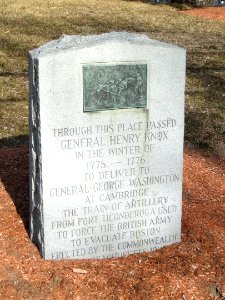 THROUGH THIS PLACE PASSED
GENERAL HENRY KNOX
IN THE WINTER OF
1775 — 1776
TO DELIVER TO
GENERAL GEORGE WASHINGTON
AT CAMBRIDGE
THE TRAIN OF ARTILLERY
FROM FORT TICONDEROGA USED
TO FORCE THE BRITISH ARMY
TO EVACUATE BOSTON
ERECTED BY THE COMMONWEALTH